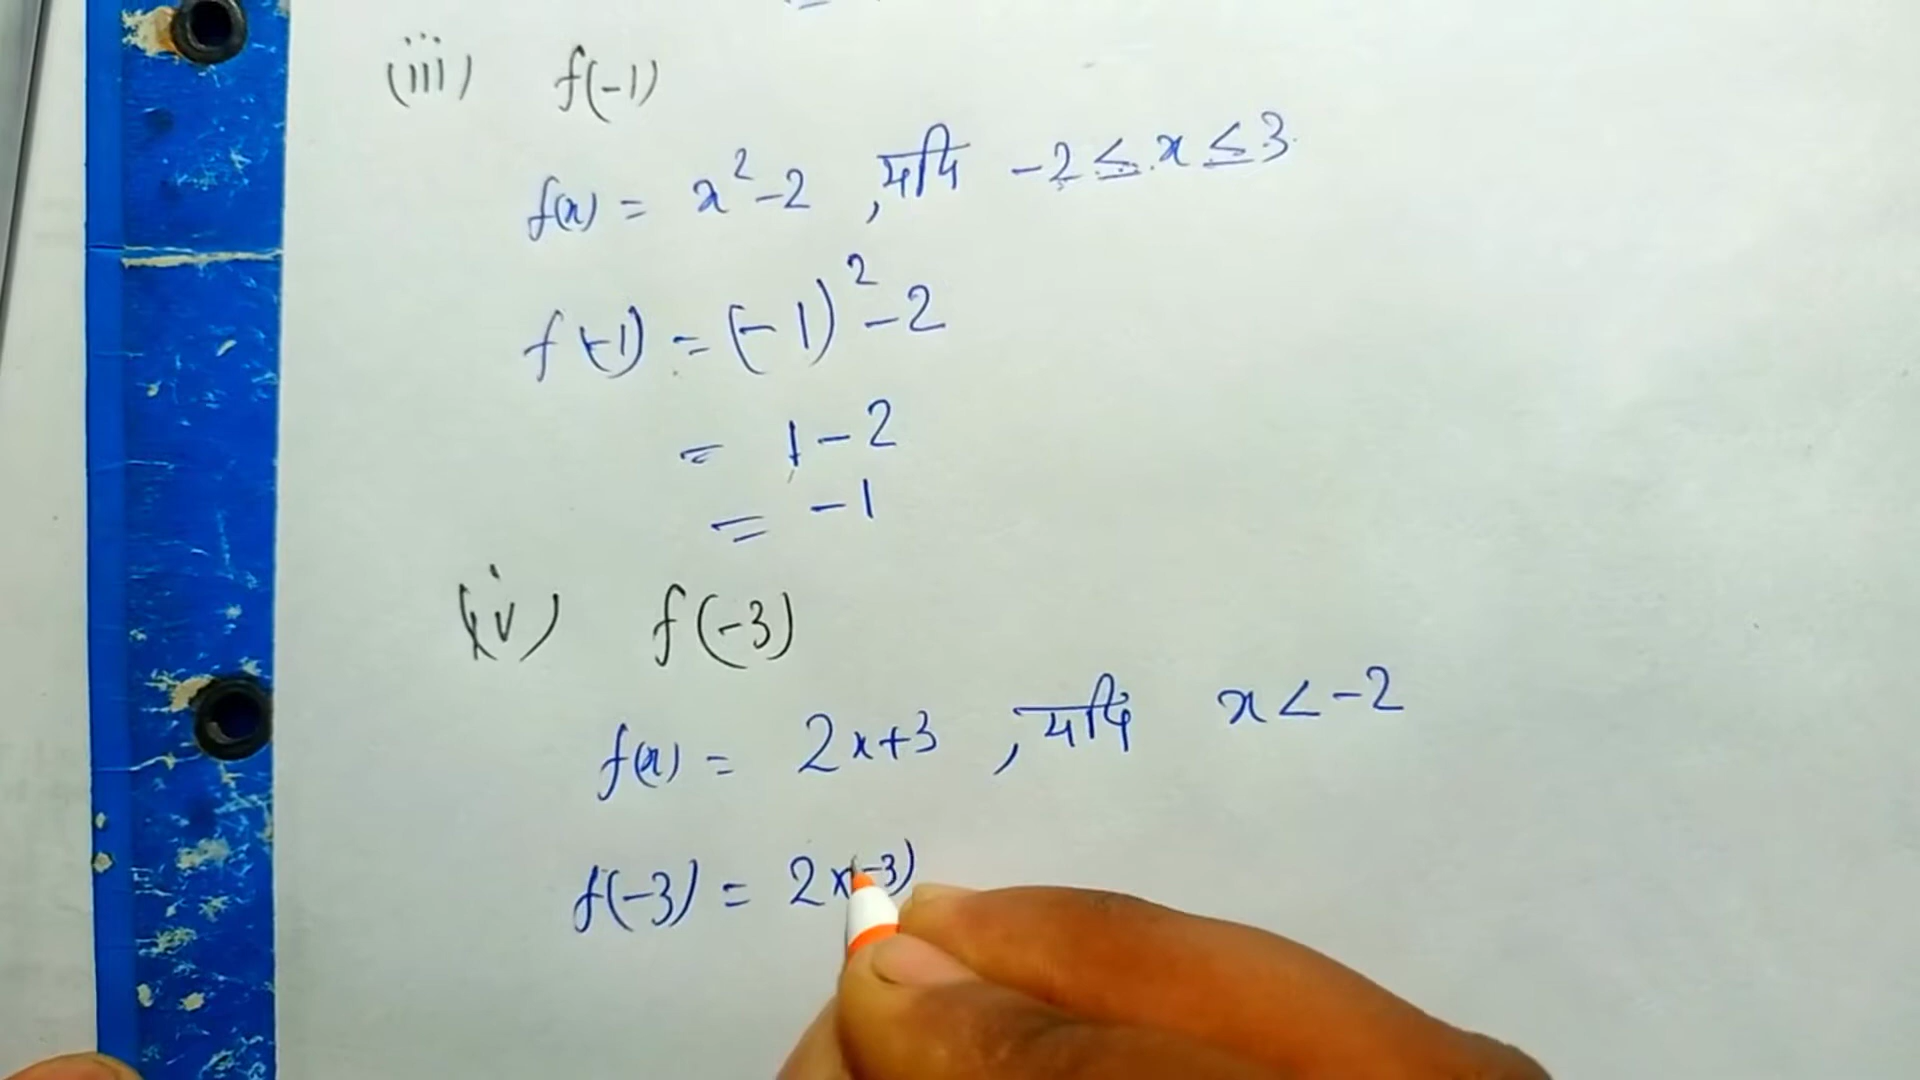 (iii) f(-1)
f(x) = x² - 2 , यदि -2 ≤ x ≤ 3
f(-1) = (-1)² - 2
= 1 - 2
= -1
(iv) f(-3)
f(x) = 2x+3 , यदि x < -2
f(-3) = 2×(-3)